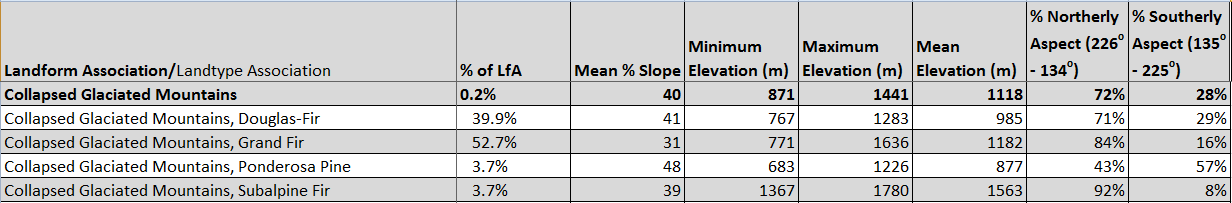 Landform Association/Landtype Association % of LfA Mean % Slope Minimum Elevation (m) Maximum Elevation (m) Mean Elevation (m) % Northerly Aspect (226° - 134°) % Southerly Aspect (135° - 225°)
Collapsed Glaciated Mountains 0.2% 40 871 1441 1118 72% 28%
Collapsed Glaciated Mountains, Douglas-Fir 39.9% 41 767 1283 985 71% 29%
Collapsed Glaciated Mountains, Grand Fir 52.7% 31 771 1636 1182 84% 16%
Collapsed Glaciated Mountains, Ponderosa Pine 3.7% 48 683 1226 877 43% 57%
Collapsed Glaciated Mountains, Subalpine Fir 3.7% 39 1367 1780 1563 92% 8%